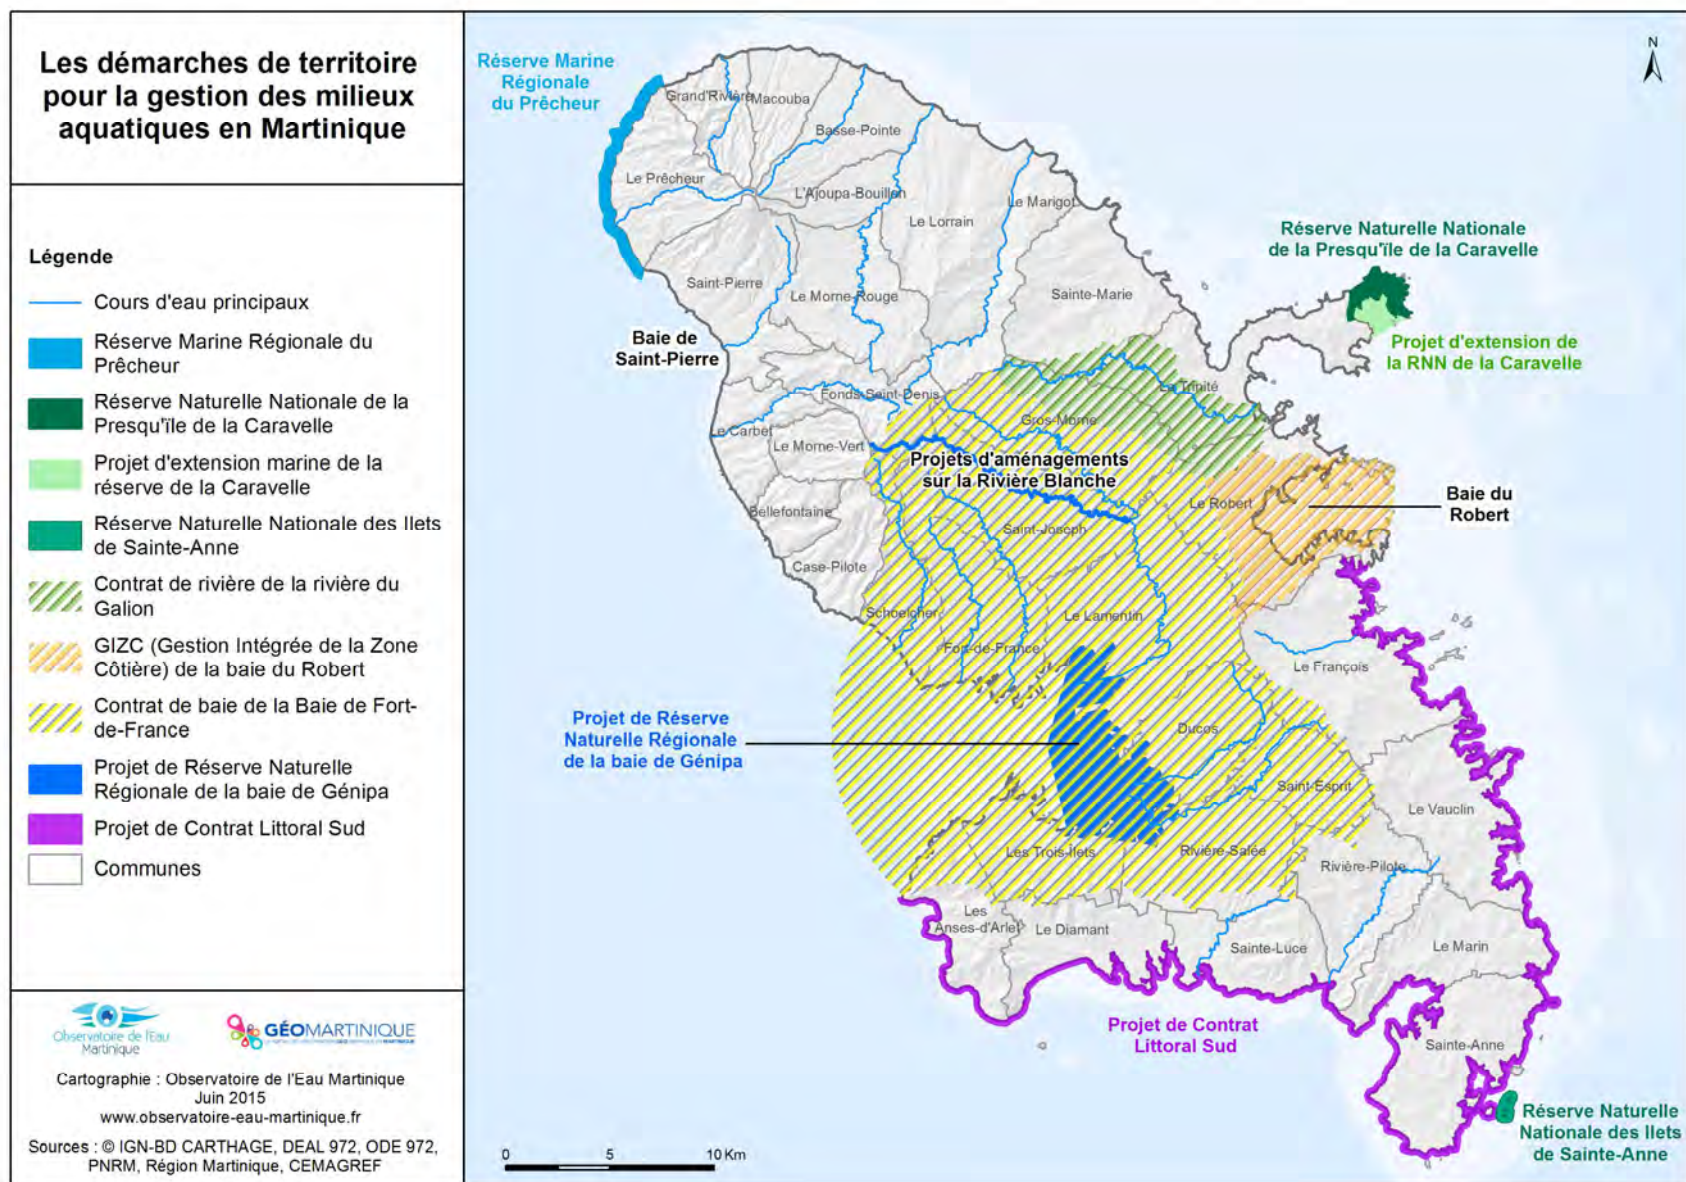 Les démarches de territoire
pour la gestion des milieux
aquatiques en Martinique
Légende
Cours d'eau principaux
Réserve Marine Régionale du
Prêcheur
Réserve Naturelle Nationale de la
Presqu'île de la Caravelle
Projet d'extension marine de la
réserve de la Caravelle
Réserve Naturelle Nationale des Ilets
de Sainte-Anne
Contrat de rivière de la rivière du
Galion
GIZC (Gestion Intégrée de la Zone
Côtière) de la baie du Robert
Contrat de baie de la Baie de Fort-
de-France
Projet de Réserve Naturelle
Régionale de la baie de Génipa
Projet de Contrat Littoral Sud
Communes
Observatoire de l'Eau
Martinique
GÉOMARTINIQUE
Cartographie : Observatoire de l'Eau Martinique
Juin 2015
www.observatoire-eau-martinique.fr
Sources : © IGN-BD CARTHAGE, DEAL 972, ODE 972,
PNRM, Région Martinique, CEMAGREF
Réserve Marine
Régionale
du Prêcheur
N
Grand'Rivière
Macouba
Basse-Pointe
Le Prêcheur
L'Ajoupa-Bouillon
Le Lorrain
Le Marigot
Réserve Naturelle Nationale
de la Presqu'île de la Caravelle
Saint-Pierre
Le Morne-Rouge
Sainte-Marie
Baie de
Saint-Pierre
Projet d'extension de
la RNN de la Caravelle
Fonds-Saint-Denis
La Trinité
Gros-Morne
Le Carbet
Le Morne-Vert
Projets d'aménagements
sur la Rivière Blanche
Le Robert
Baie du
Robert
Bellefontaine
Saint-Joseph
Case-Pilote
Schoelcher
Le Lamentin
Fort-de-France
Le François
Projet de Réserve
Naturelle Régionale
de la baie de Génipa
Ducos
Saint-Esprit
Le Vauclin
Les Trois-Îlets
Rivière-Salée
Rivière-Pilote
Les
Anses-d'Arlet
Le Diamant
Sainte-Luce
Le Marin
Projet de Contrat
Littoral Sud
Sainte-Anne
Réserve Naturelle
Nationale des Ilets
de Sainte-Anne
0 5 10 Km